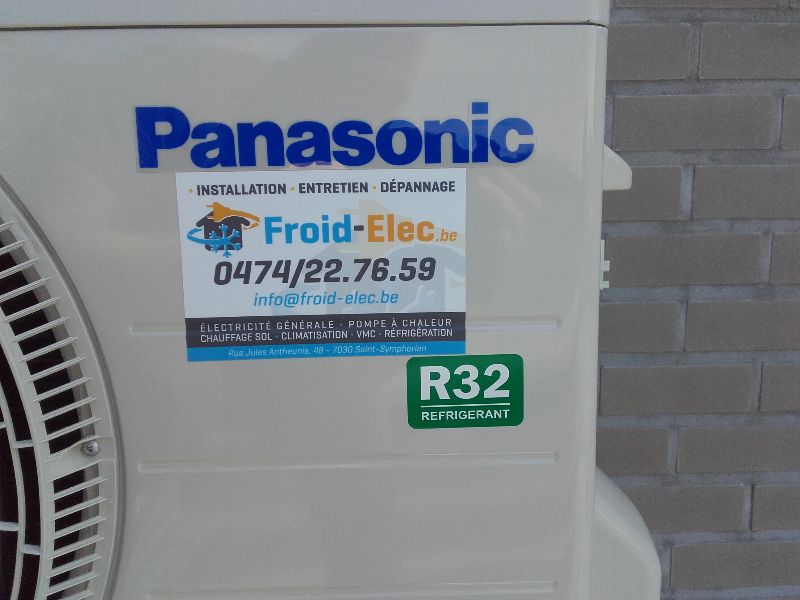 Panasonic
· INSTALLATION · ENTRETIEN · DÉPANNAGE
Froid-Elec.be
0474/22.76.59
info@froid-elec.be
ÉLECTRICITÉ GÉNÉRALE · POMPE À CHALEUR
CHAUFFAGE SOL · CLIMATISATION · VMC · RÉFRIGÉRATION
Rue Jules Antheunis, 48 - 7030 Saint-Symphorien
R32
REFRIGERANT